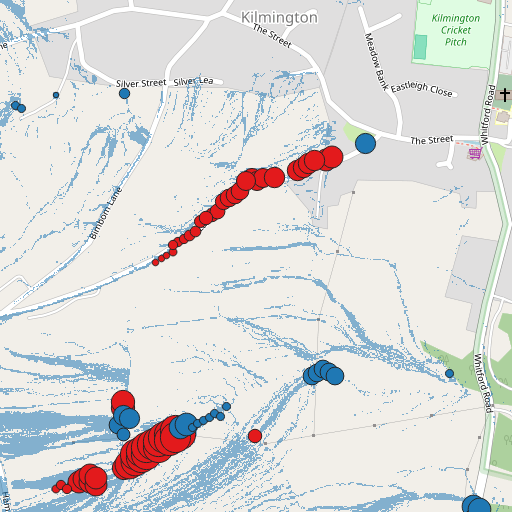 Kilmington
Kilmington
Cricket
Pitch
The Street
Meadow Bank
Silver Street
Silver Lea
Eastleigh Close
Whitford Road
The Street
Bimbom Lane
Whitford Road